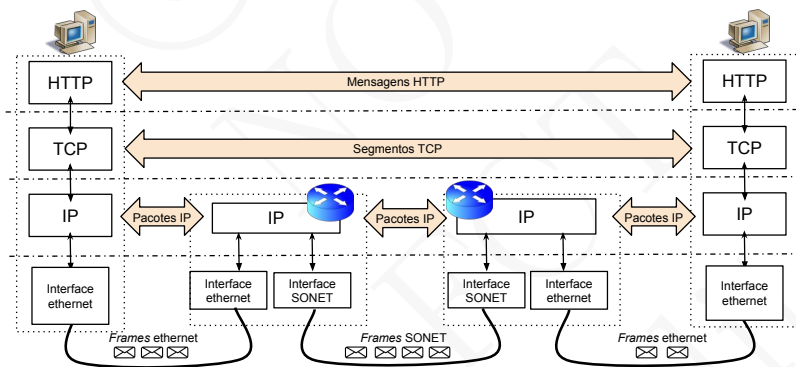 HTTP
Mensagens HTTP
HTTP
TCP
Segmentos TCP
TCP
IP
Pacotes IP
IP
Pacotes IP
IP
Pacotes IP
IP
Interface
ethernet
Interface
ethernet
Interface
SONET
Interface
SONET
Interface
ethernet
Interface
ethernet
Frames ethernet
Frames SONET
Frames ethernet